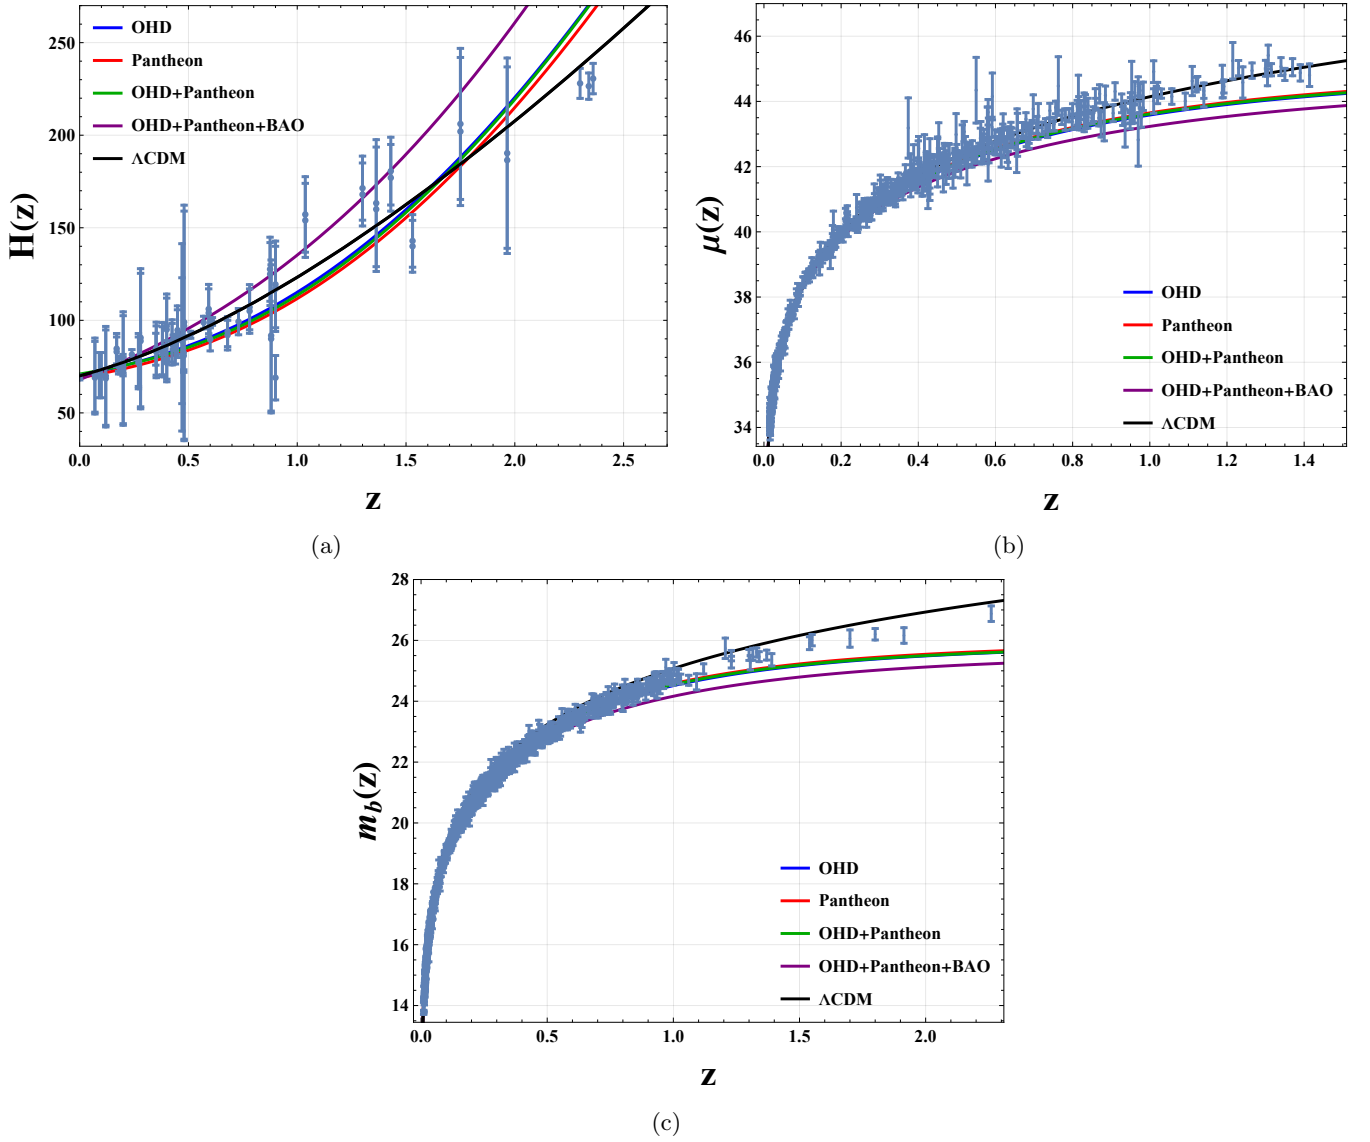 250
200
150
100
50
H(z)
OHD
Pantheon
OHD+Pantheon
OHD+Pantheon+BAO
ΛCDM
0.0 0.5 1.0 1.5 2.0 2.5
z
(a)
46
44
42
40
38
36
34
μ(z)
OHD
Pantheon
OHD+Pantheon
OHD+Pantheon+BAO
ΛCDM
0.0 0.2 0.4 0.6 0.8 1.0 1.2 1.4
z
(b)
28
26
24
22
20
18
16
14
m_b(z)
OHD
Pantheon
OHD+Pantheon
OHD+Pantheon+BAO
ΛCDM
0.0 0.5 1.0 1.5 2.0
z
(c)